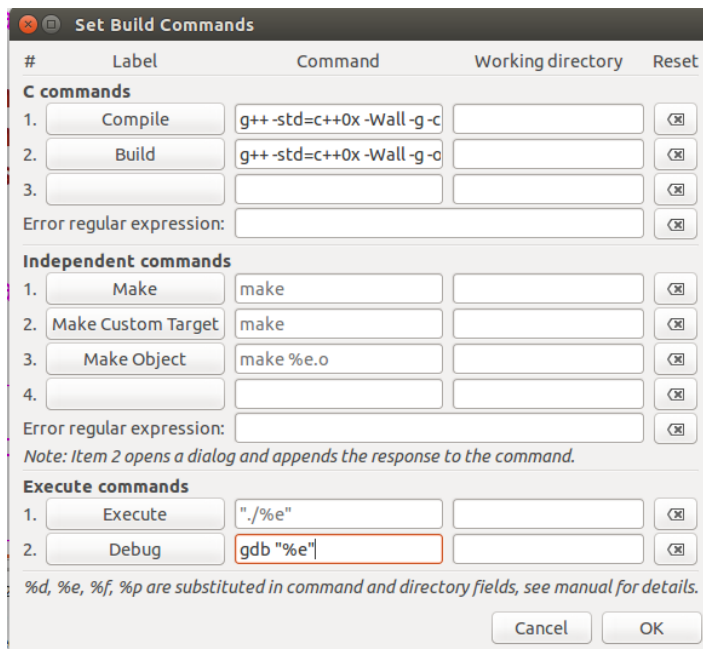 Set Build Commands
# Label Command Working directory Reset
C commands
1. Compile g++ -std=c++0x -Wall -g -c
2. Build g++ -std=c++0x -Wall -g -o
3.
Error regular expression:
Independent commands
1. Make make
2. Make Custom Target make
3. Make Object make %e.o
4.
Error regular expression:
Note: Item 2 opens a dialog and appends the response to the command.
Execute commands
1. Execute "./%e"
2. Debug gdb "%e"
%d, %e, %f, %p are substituted in command and directory fields, see manual for details.
Cancel OK